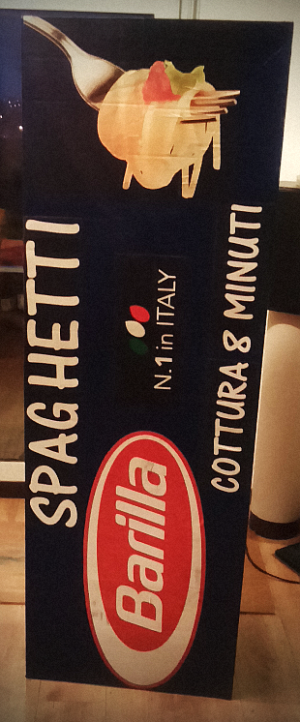 SPAGHETTI
N.1 in ITALY
Barilla
COTTURA 8 MINUTI